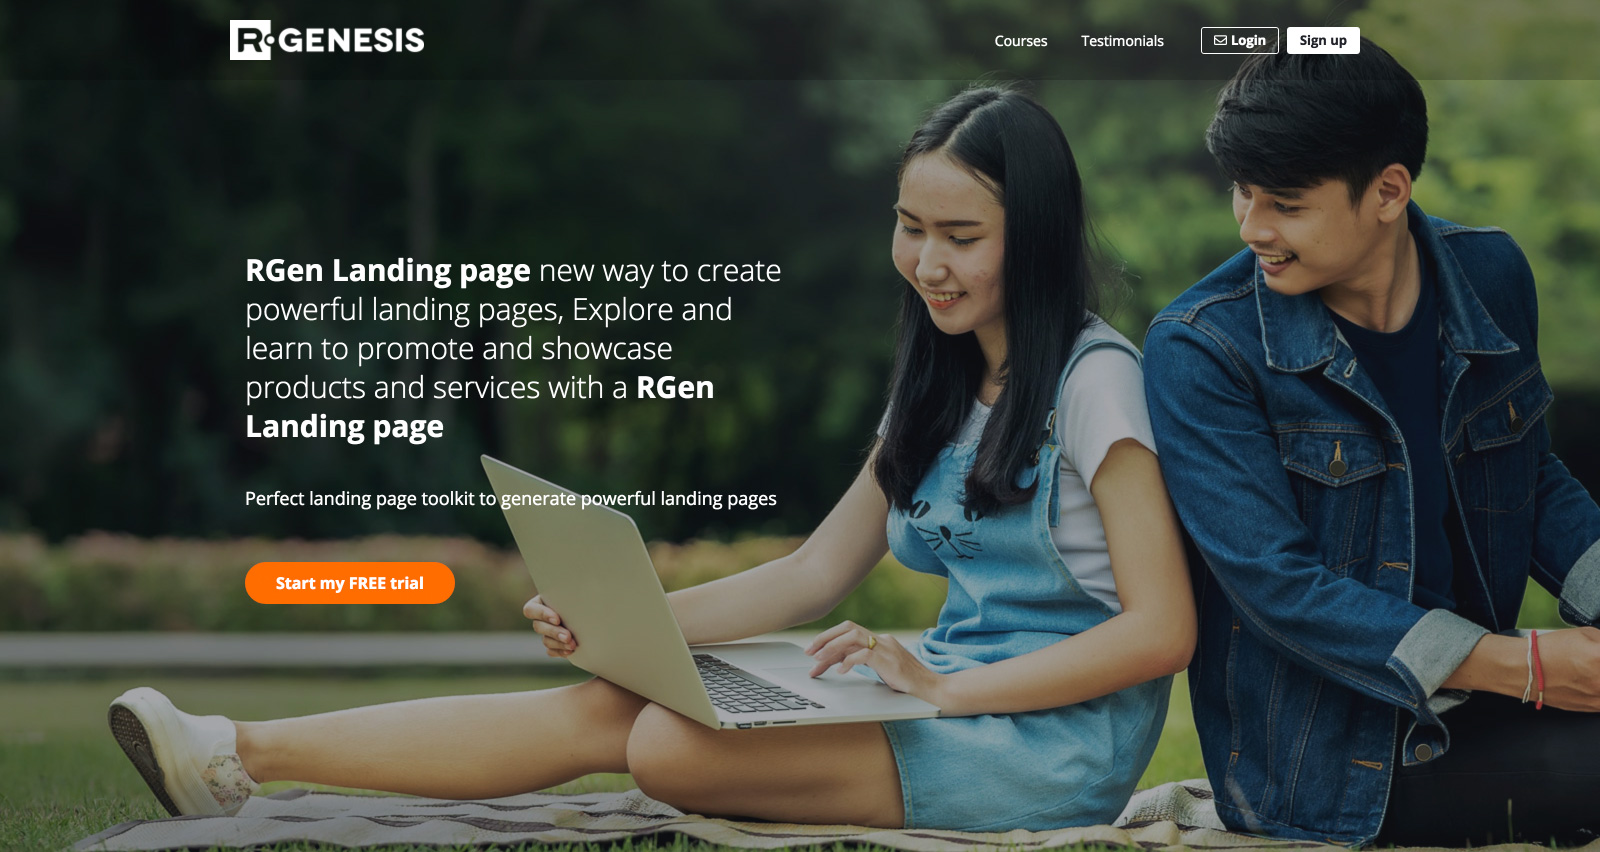 R GENESIS
Courses
Testimonials
Login
Sign up
RGen Landing page new way to create
powerful landing pages, Explore and
learn to promote and showcase
products and services with a RGen
Landing page
Perfect landing page toolkit to generate powerful landing pages
Start my FREE trial